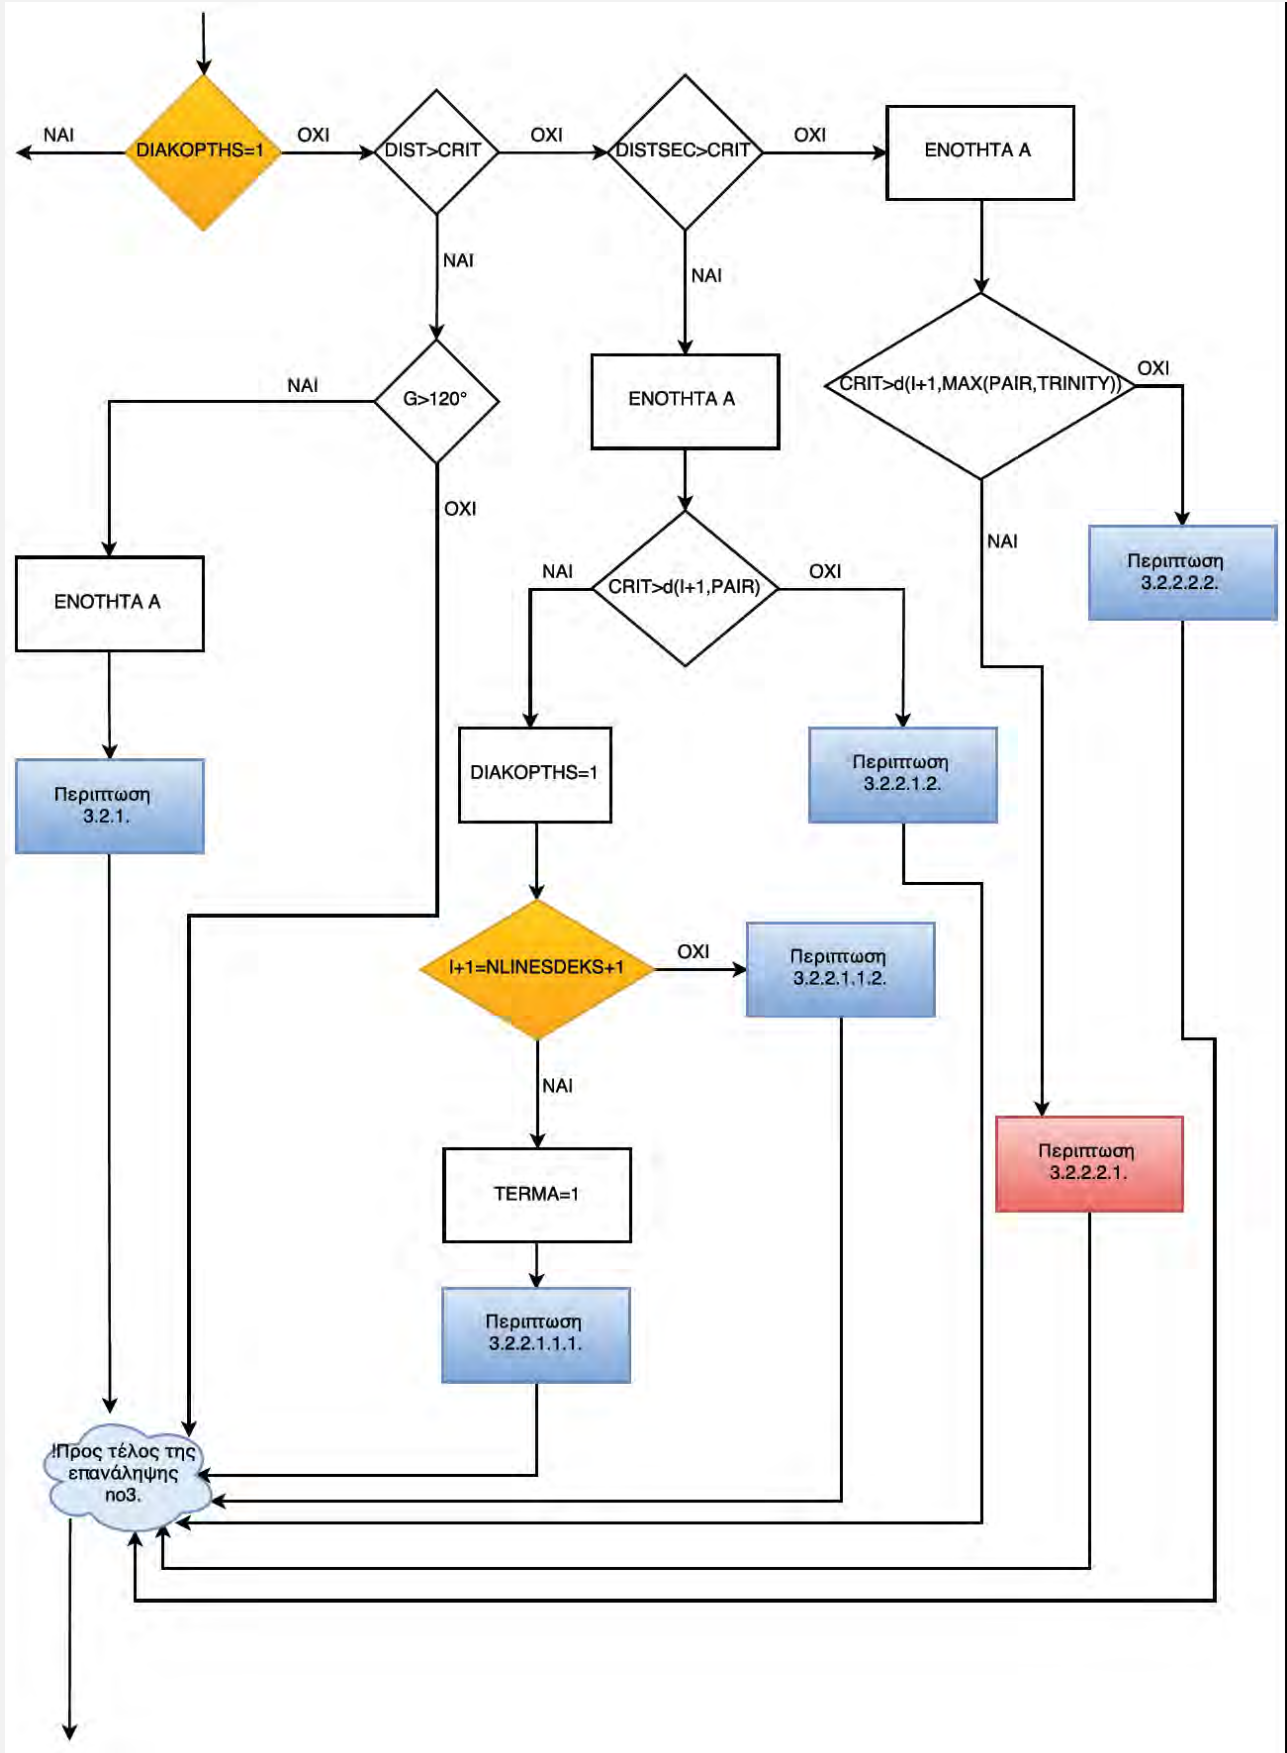 NAI
DIAKOPTHS=1
OXI
DIST>CRIT
OXI
DISTSEC>CRIT
OXI
ENOTHTA A
NAI
NAI
NAI
G>120°
ENOTHTA A
CRIT>d(I+1,MAX(PAIR,TRINITY))
OXI
OXI
NAI
ENOTHTA A
NAI
CRIT>d(I+1,PAIR)
OXI
Περιπτωση
3.2.2.2.2.
DIAKOPTHS=1
Περιπτωση
3.2.2.1.2.
Περιπτωση
3.2.1.
I+1=NLINESDEKS+1
OXI
Περιπτωση
3.2.2.1.1.2.
NAI
Περιπτωση
3.2.2.2.1.
TERMA=1
Περιπτωση
3.2.2.1.1.1.
!Προς τέλος της
επανάληψης
no3.